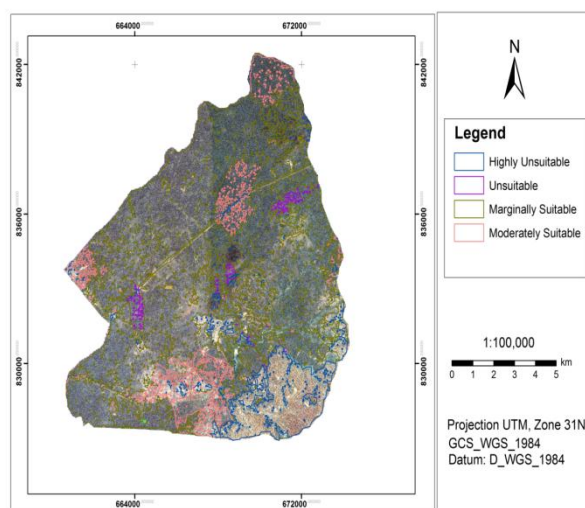 664000 672000
842000 842000
836000 836000
830000 830000
664000 672000
N
Legend
Highly Unsuitable
Unsuitable
Marginally Suitable
Moderately Suitable
1:100,000
km
0 1 2 3 4 5
Projection UTM, Zone 31N
GCS_WGS_1984
Datum: D_WGS_1984